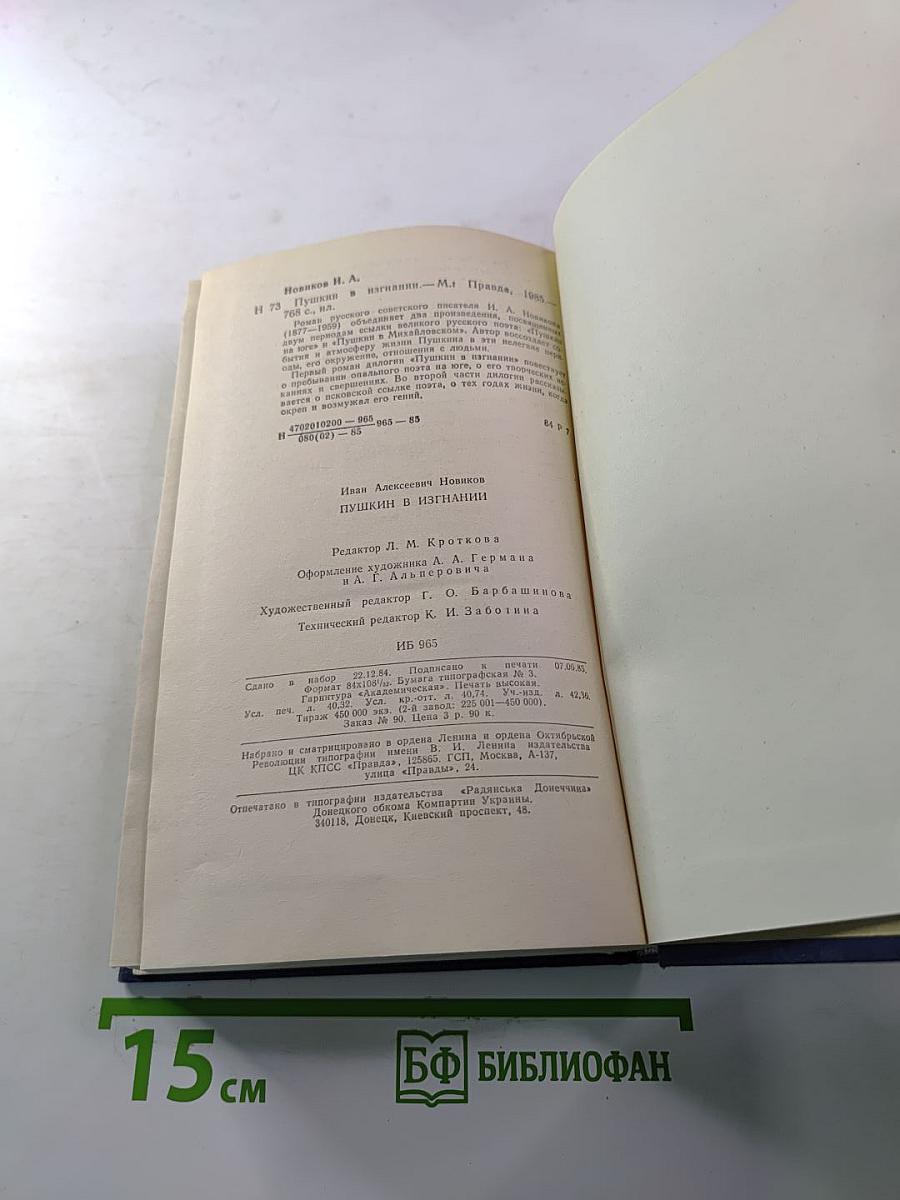 Новиков И. А.
Н 73 Пушкин в изгнании.— М.: Правда, 1985.—
768 с., ил.
Роман русского советского писателя И. А. Новикова
(1877—1959) объединяет два произведения, посвященные
двум периодам ссылки великого русского поэта: «Пушкин
на юге» и «Пушкин в Михайловском». Автор воссоздает со-
бытия и атмосферу жизни Пушкина в эти нелегкие пери-
оды, его окружение, отношения с людьми.
Первый роман дилогии «Пушкин в изгнании» повествует
о пребывании опального поэта на юге, о его творческих ис-
каниях и свершениях. Во второй части дилогии рассказы-
вается о псковской ссылке поэта, о тех годах жизни, когда
окреп и возмужал его гений.
Н 4702010200 — 965 965 — 85
080(02) — 85
84 Р 7
Иван Алексеевич Новиков
ПУШКИН В ИЗГНАНИИ
Редактор Л. М. Кроткова
Оформление художника А. А. Германа
и А. Г. Альперовича
Художественный редактор Г. О. Барбашинова
Технический редактор К. И. Заботина
ИБ 965
Сдано в набор 22.12.84. Подписано к печати 07.06.85.
Формат 84х108¹/₃₂. Бумага типографская № 3.
Гарнитура «Академическая». Печать высокая.
Усл. печ. л. 40,32. Усл. кр.-отт. л. 40,74. Уч.-изд. л. 42,36.
Тираж 450 000 экз. (2-й завод: 225 001—450 000).
Заказ № 90. Цена 3 р. 90 к.
Набрано и сматрицировано в ордена Ленина и ордена Октябрьской
Революции типографии имени В. И. Ленина издательства
ЦК КПСС «Правда», 125865. ГСП, Москва, А-137,
улица «Правды», 24.
Отпечатано в типографии издательства «Радянська Донеччина»
Донецкого обкома Компартии Украины.
340118, Донецк, Киевский проспект, 48.
15 см
БФ БИБЛИОФАН